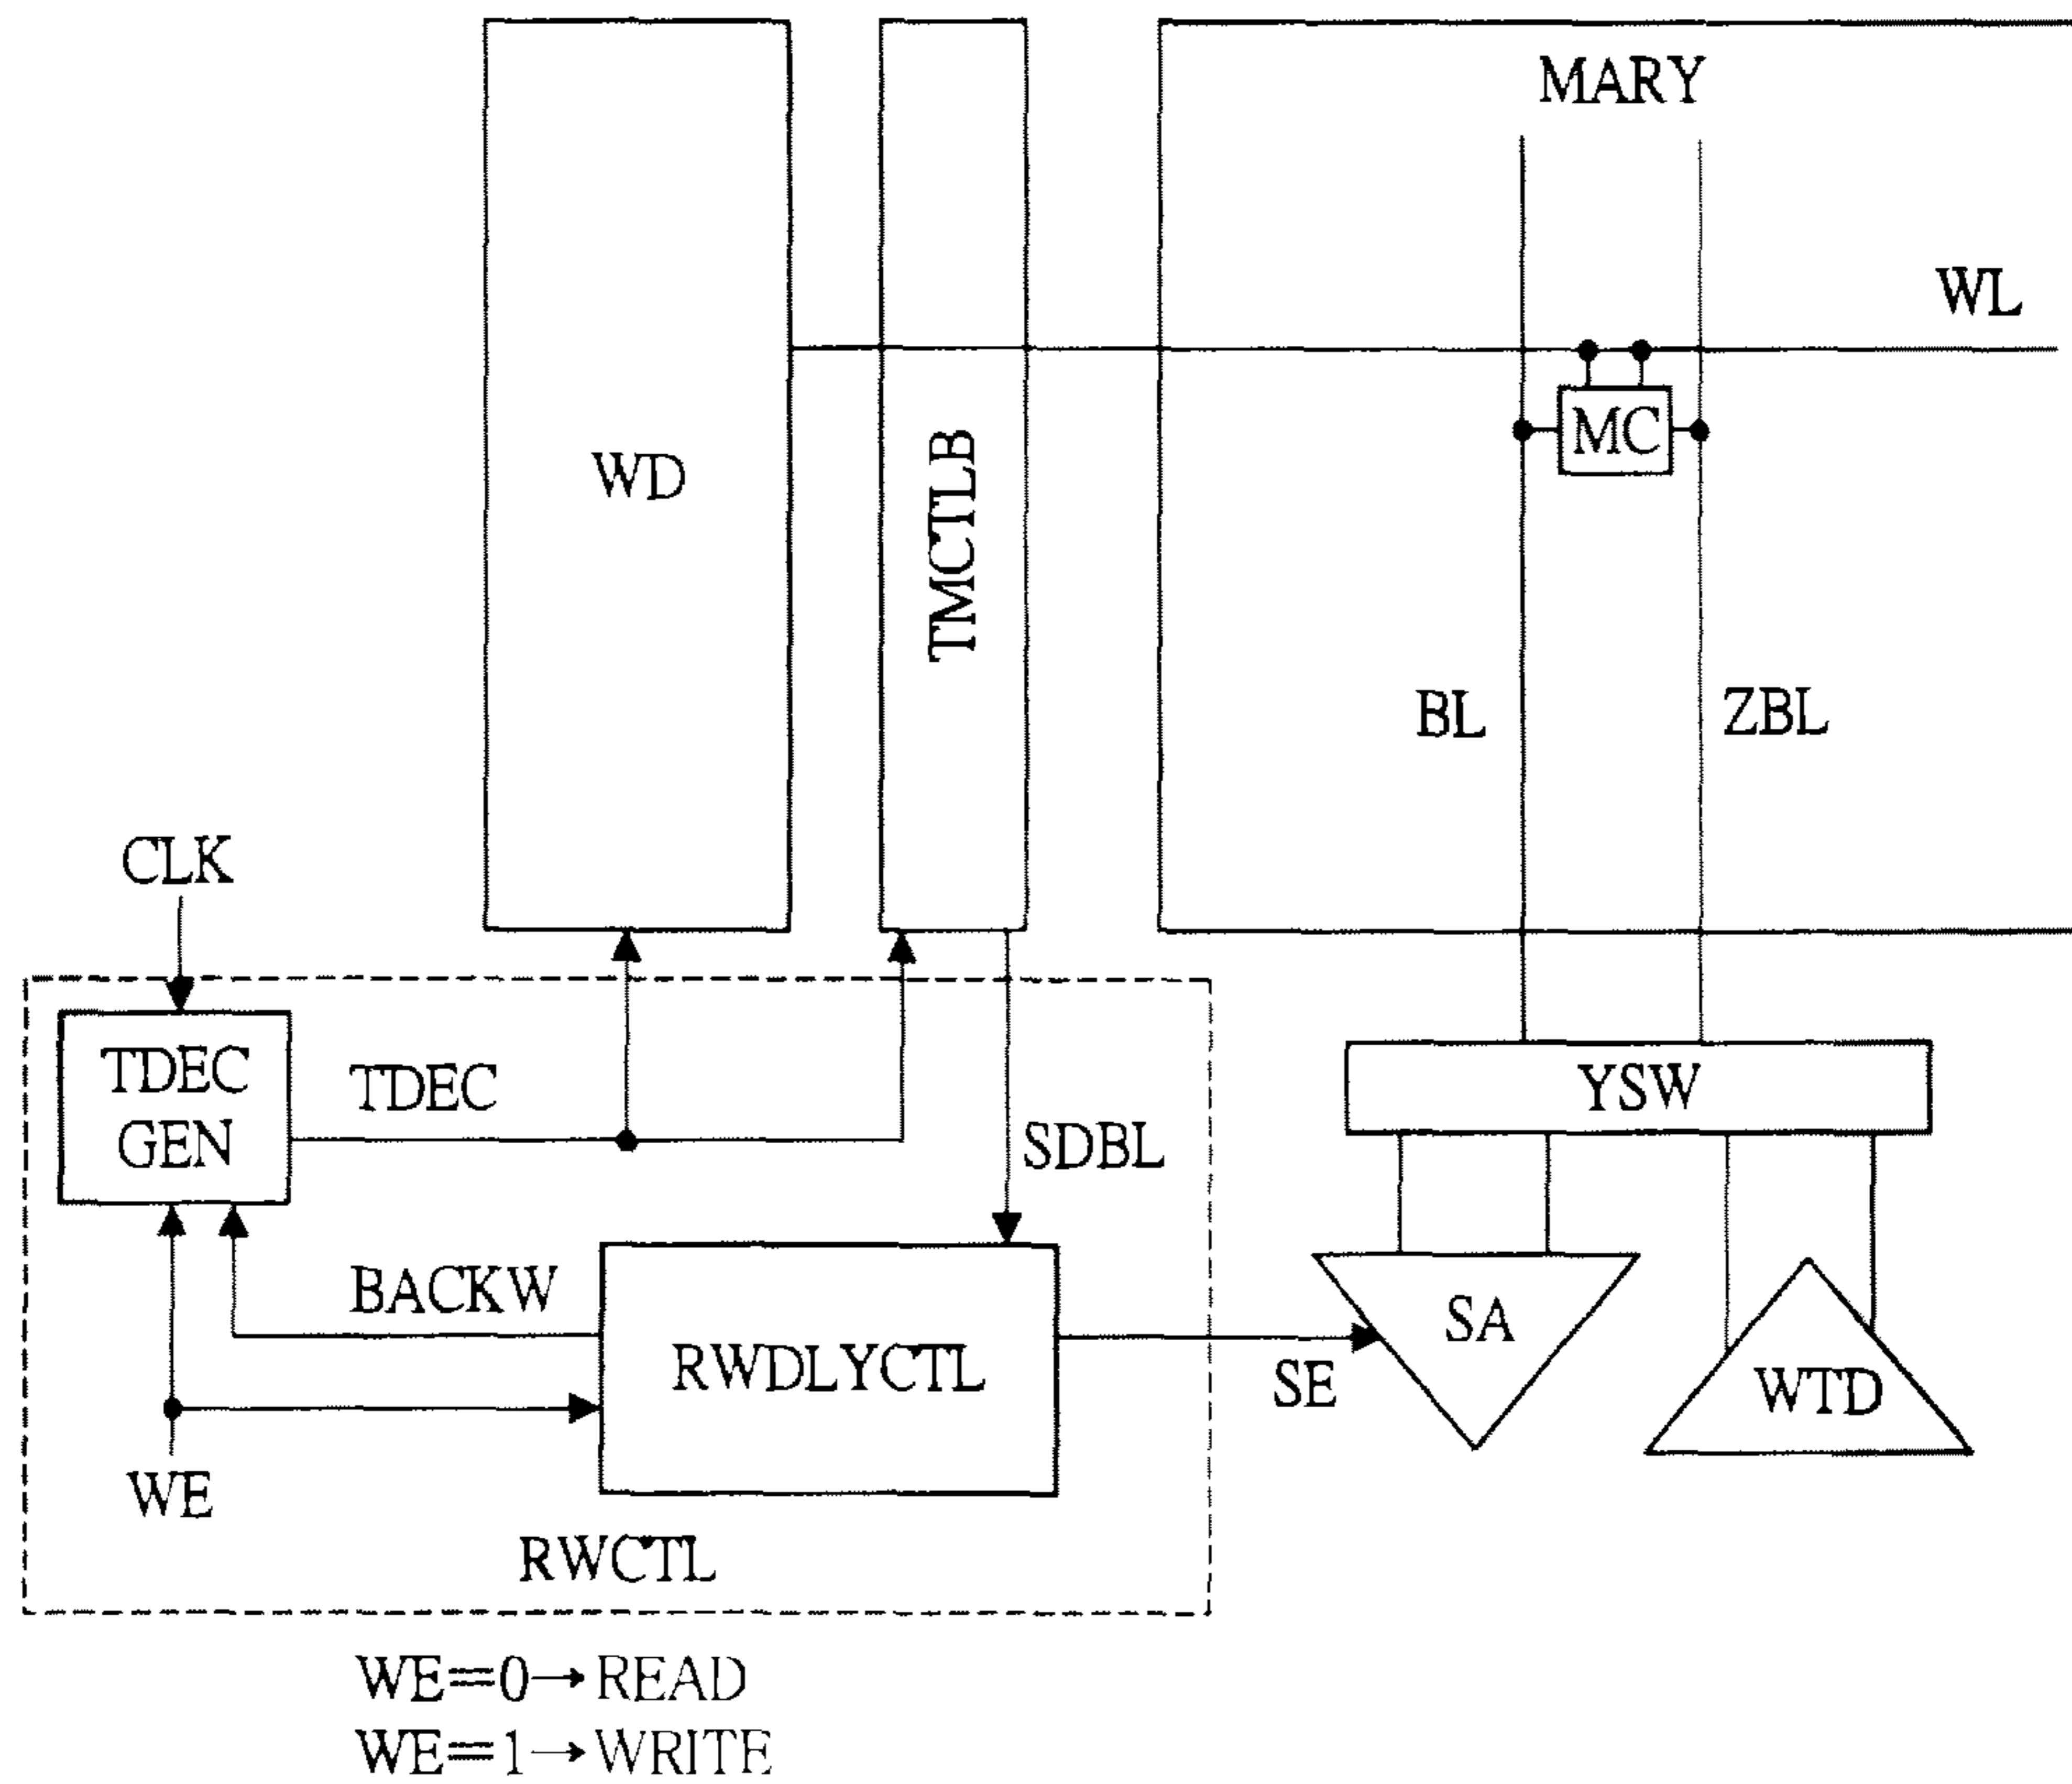 MARY
WL
MC
WD
TMCTLB
BL
ZBL
CLK
TDEC
GEN
TDEC
SDBL
YSW
BACKW
RWDLYCTL
SE
SA
WTD
WE
RWCTL
WE=0→READ
WE=1→WRITE